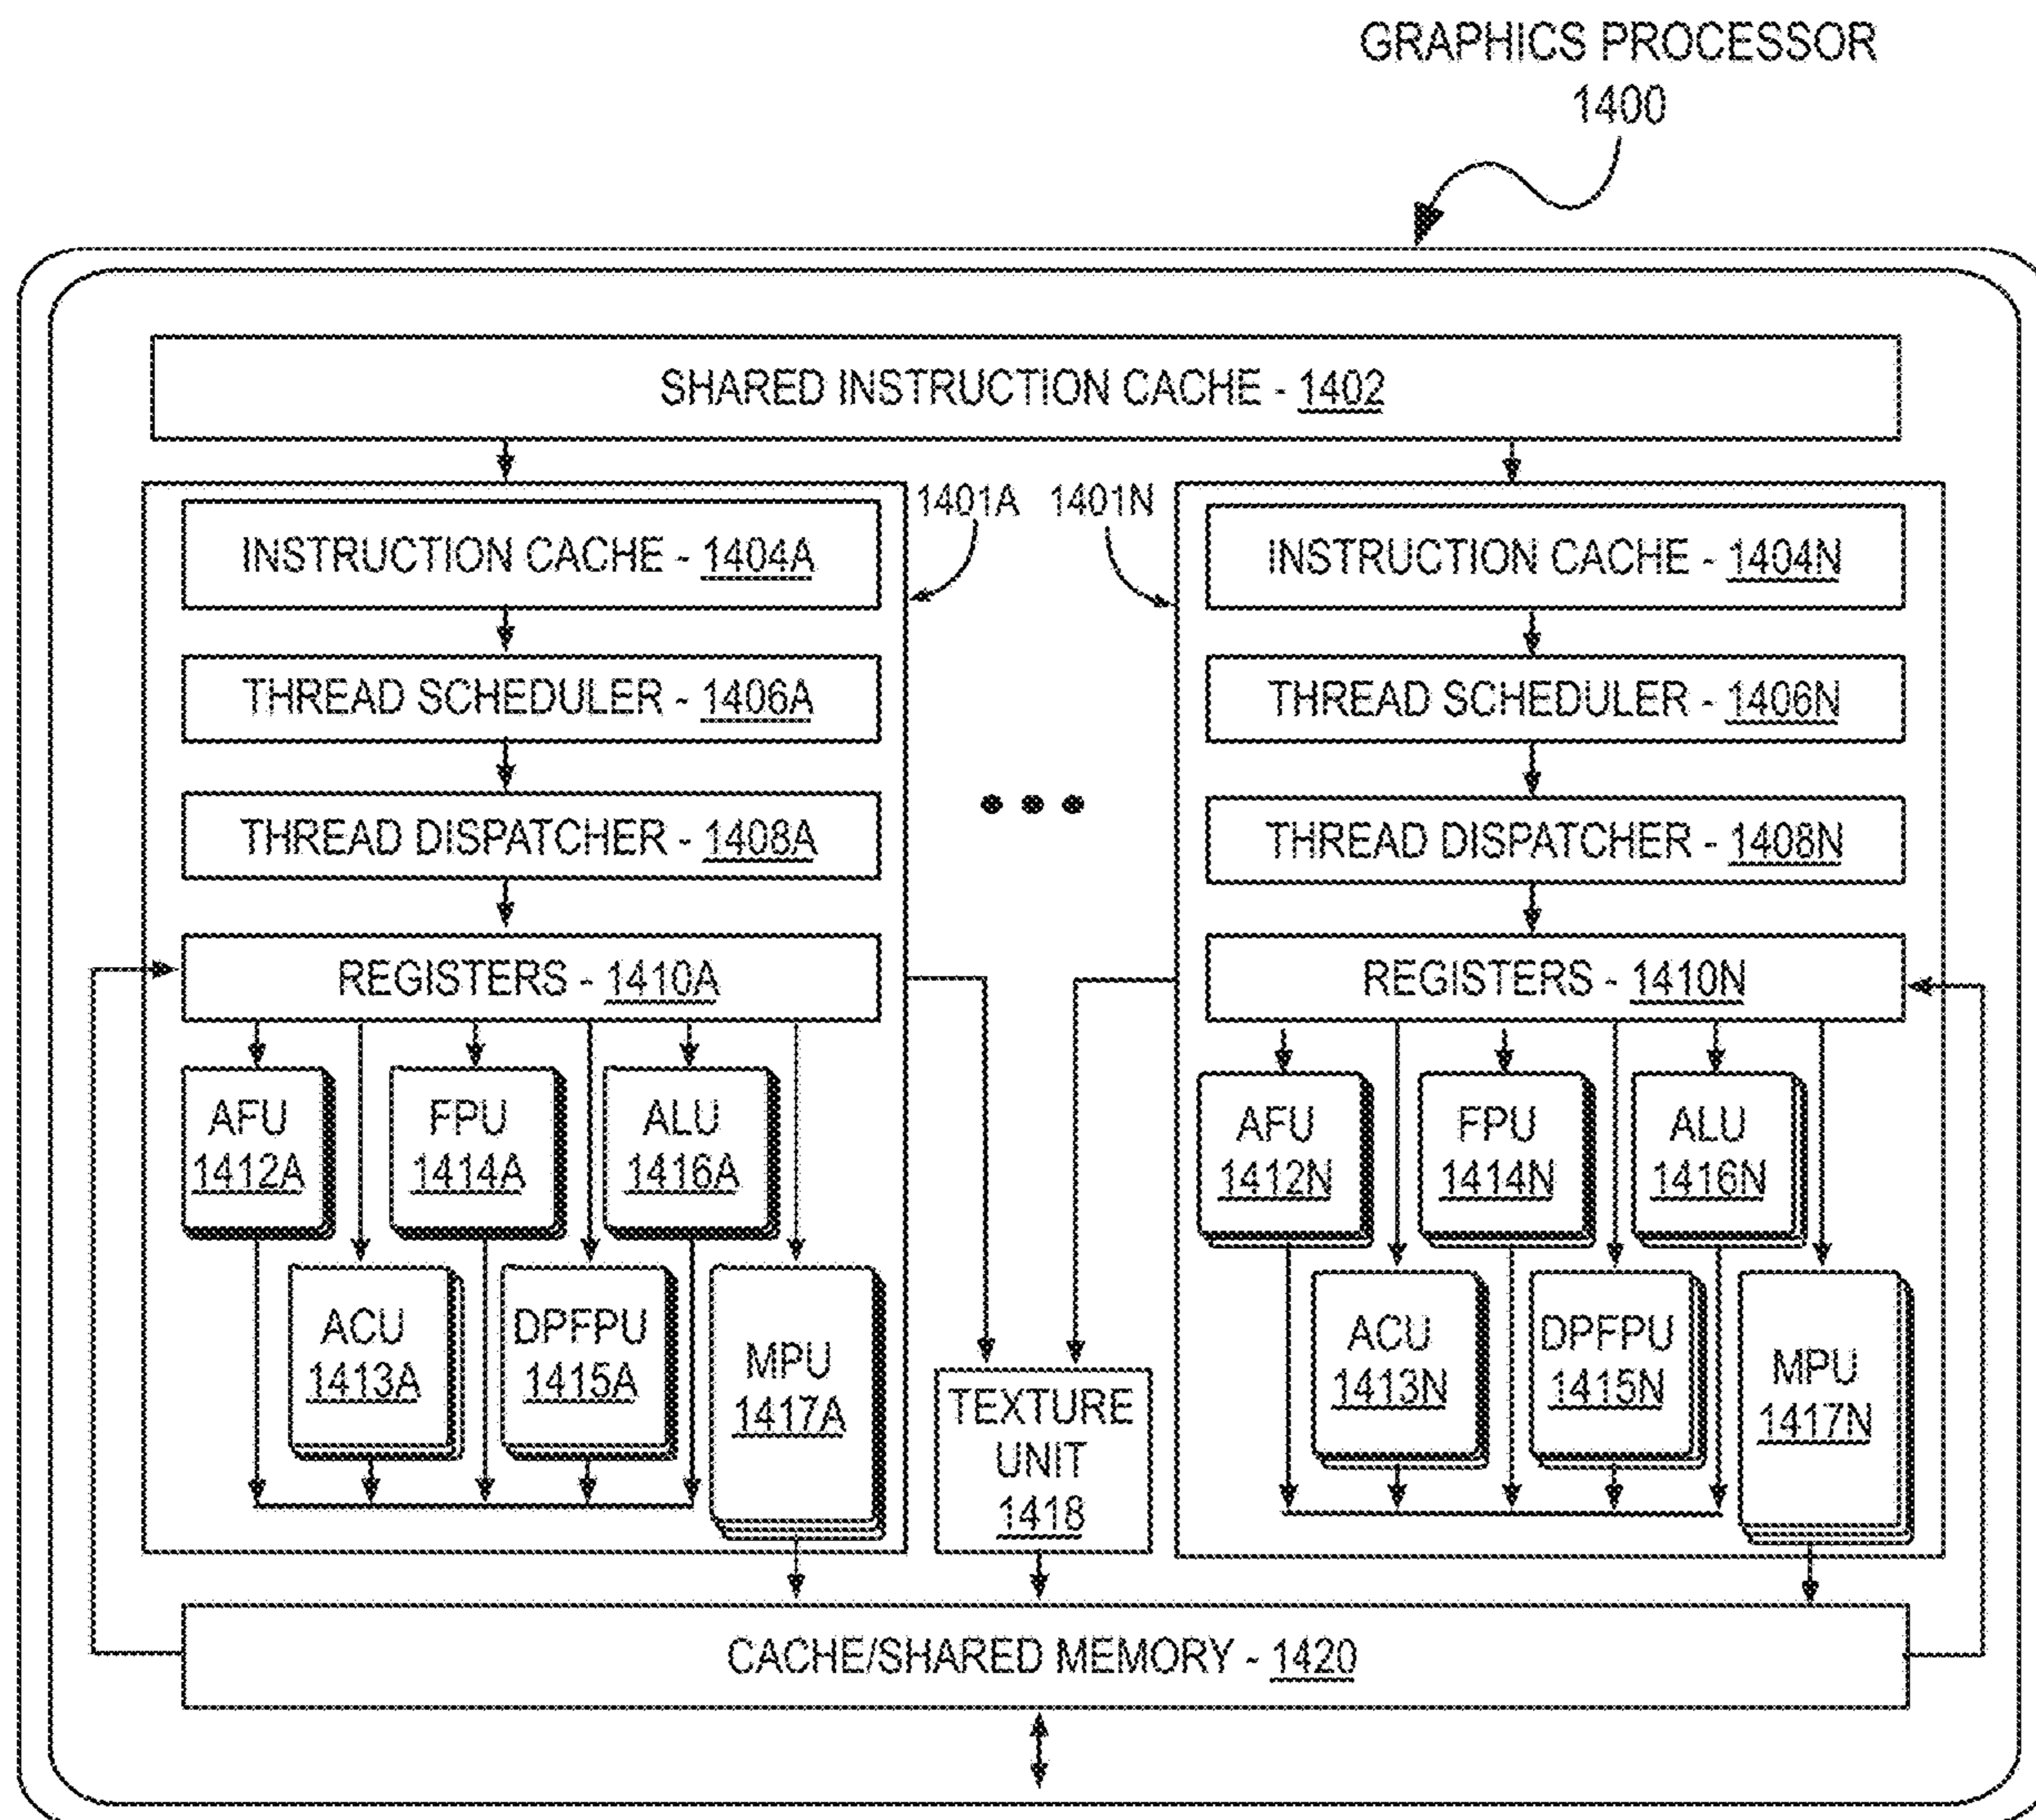 GRAPHICS PROCESSOR
1400
SHARED INSTRUCTION CACHE - 1402
1401A
1401N
INSTRUCTION CACHE - 1404A
THREAD SCHEDULER - 1406A
THREAD DISPATCHER - 1408A
REGISTERS - 1410A
AFU
1412A
FPU
1414A
ALU
1416A
ACU
1413A
DPFPU
1415A
MPU
1417A
TEXTURE
UNIT
1418
INSTRUCTION CACHE - 1404N
THREAD SCHEDULER - 1406N
THREAD DISPATCHER - 1408N
REGISTERS - 1410N
AFU
1412N
FPU
1414N
ALU
1416N
ACU
1413N
DPFPU
1415N
MPU
1417N
CACHE/SHARED MEMORY - 1420